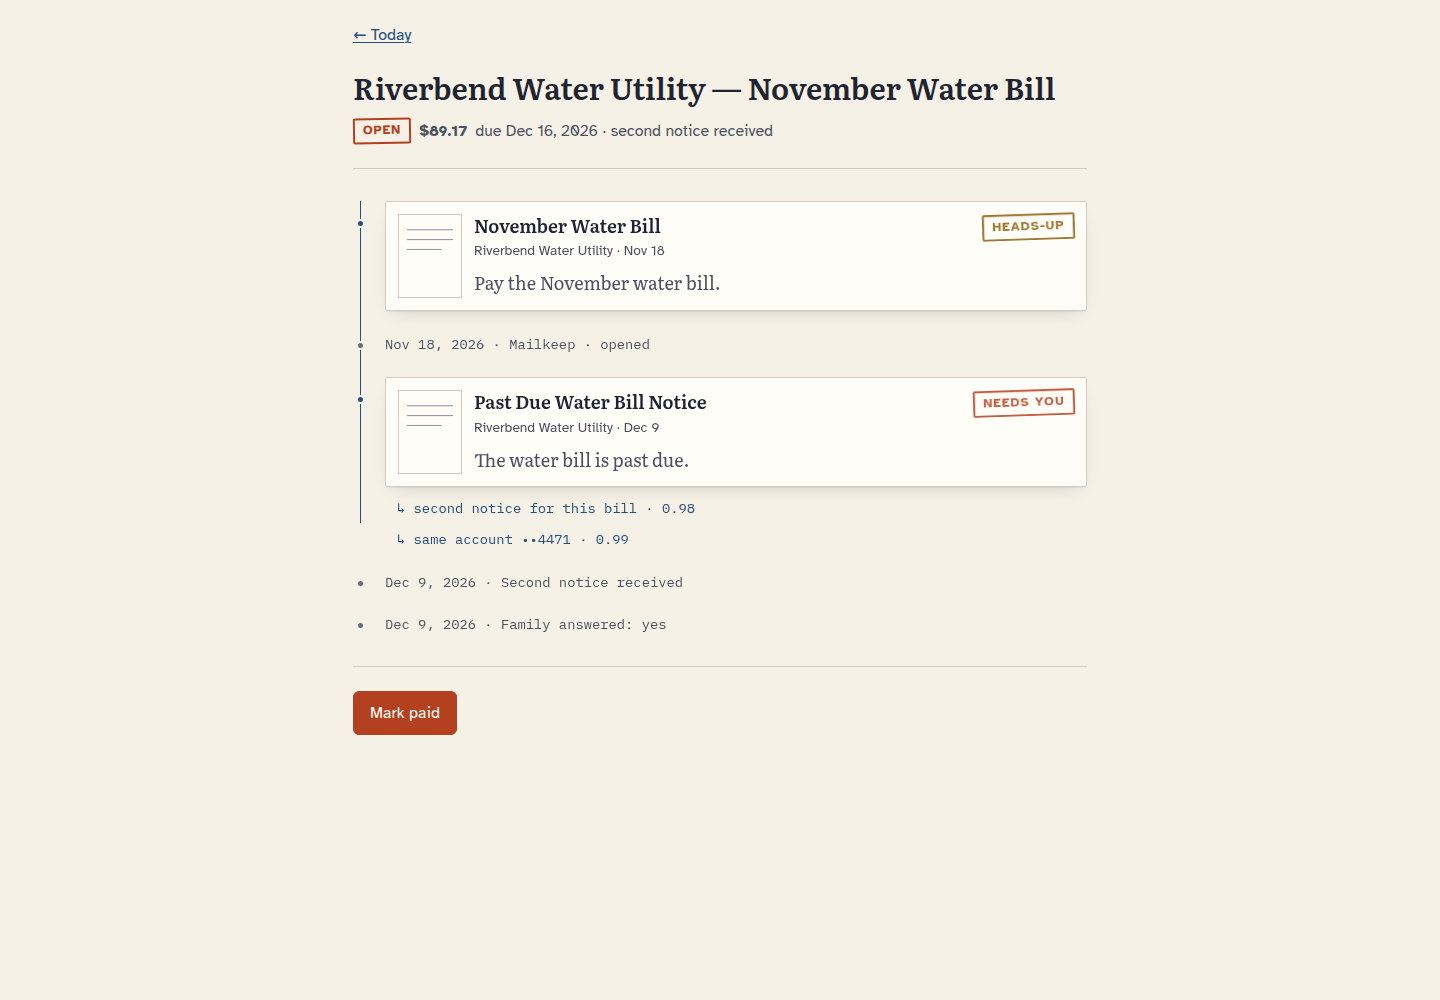 ← Today
Riverbend Water Utility — November Water Bill
OPEN $89.17 due Dec 16, 2026 · second notice received
November Water Bill
HEADS-UP
Riverbend Water Utility · Nov 18
Pay the November water bill.
Nov 18, 2026 · Mailkeep · opened
Past Due Water Bill Notice
NEEDS YOU
Riverbend Water Utility · Dec 9
The water bill is past due.
↳ second notice for this bill · 0.98
↳ same account ••4471 · 0.99
Dec 9, 2026 · Second notice received
Dec 9, 2026 · Family answered: yes
Mark paid